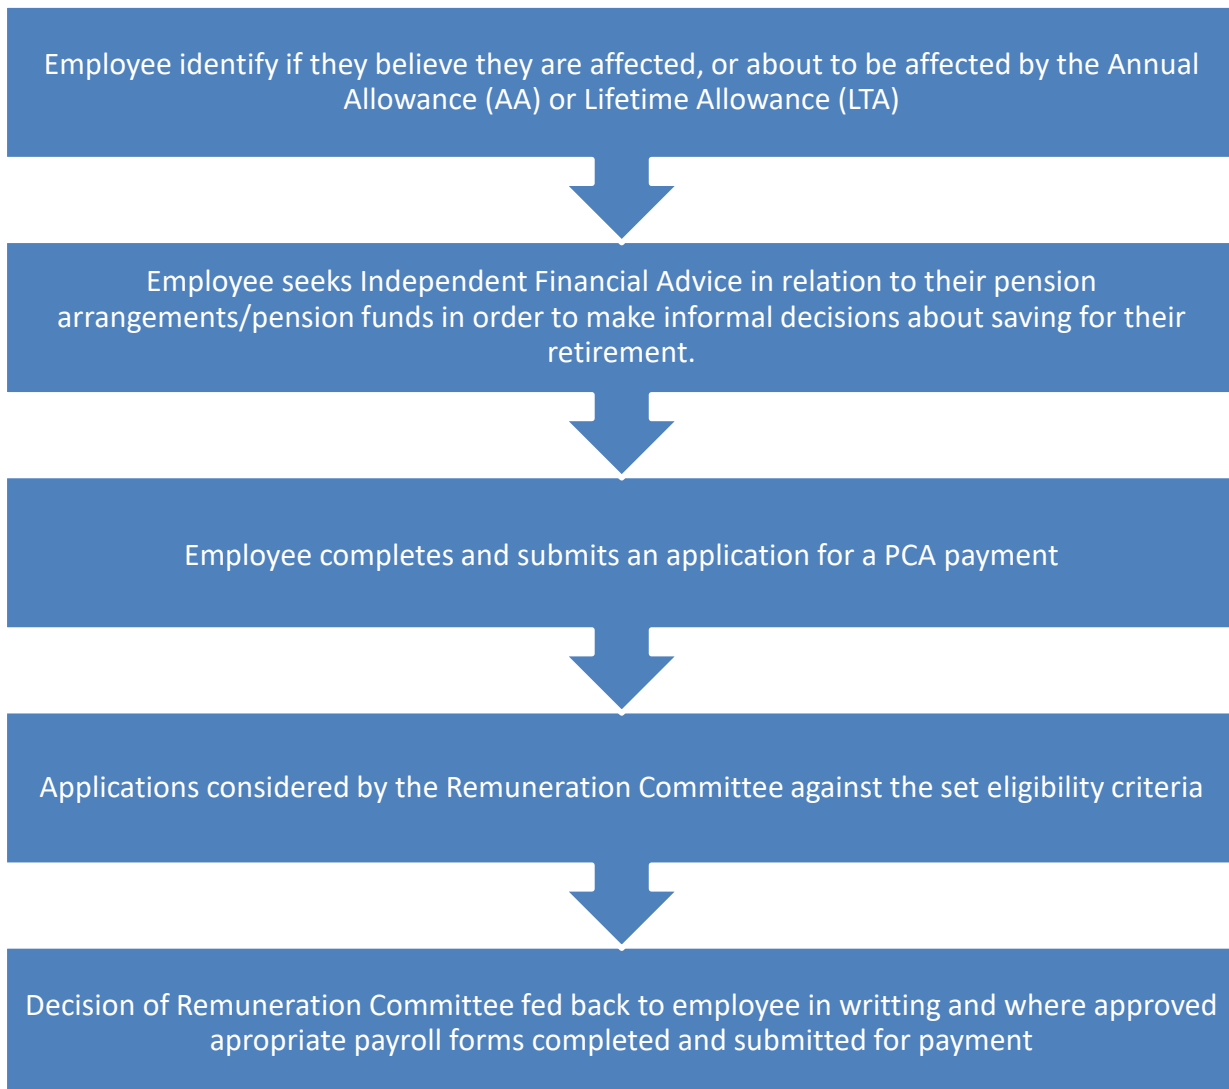 Employee identify if they believe they are affected, or about to be affected by the Annual
Allowance (AA) or Lifetime Allowance (LTA)
Employee seeks Independent Financial Advice in relation to their pension
arrangements/pension funds in order to make informal decisions about saving for their
retirement.
Employee completes and submits an application for a PCA payment
Applications considered by the Remuneration Committee against the set eligibility criteria
Decision of Remuneration Committee fed back to employee in writting and where approved
apropriate payroll forms completed and submitted for payment